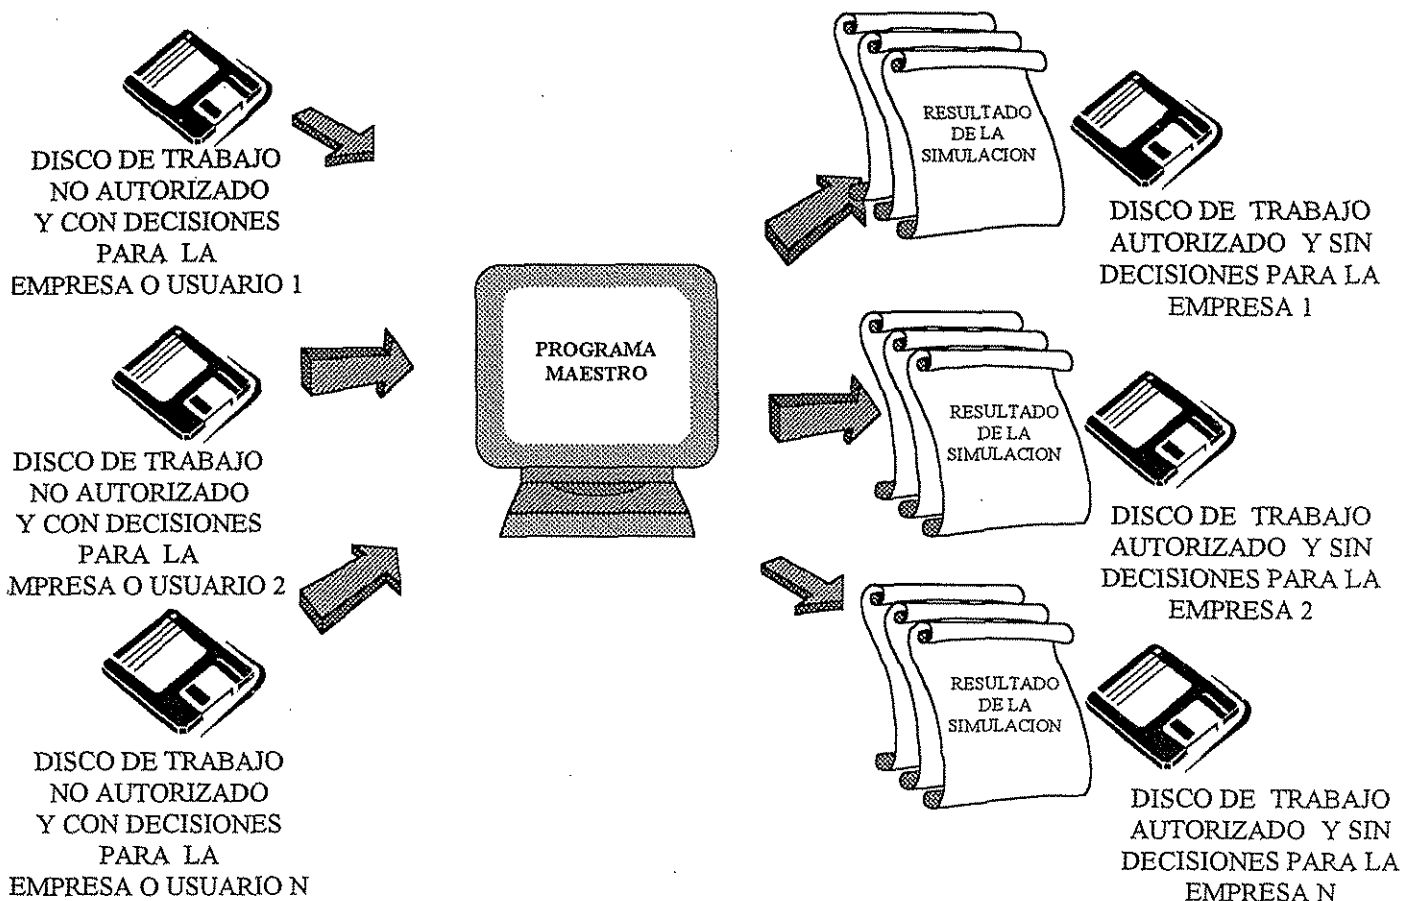 DISCO DE TRABAJO
NO AUTORIZADO
Y CON DECISIONES
PARA LA
EMPRESA O USUARIO 1
DISCO DE TRABAJO
NO AUTORIZADO
Y CON DECISIONES
PARA LA
MPRESA O USUARIO 2
DISCO DE TRABAJO
NO AUTORIZADO
Y CON DECISIONES
PARA LA
EMPRESA O USUARIO N
PROGRAMA
MAESTRO
RESULTADO
DE LA
SIMULACION
DISCO DE TRABAJO
AUTORIZADO Y SIN
DECISIONES PARA LA
EMPRESA 1
RESULTADO
DE LA
SIMULACION
DISCO DE TRABAJO
AUTORIZADO Y SIN
DECISIONES PARA LA
EMPRESA 2
RESULTADO
DE LA
SIMULACION
DISCO DE TRABAJO
AUTORIZADO Y SIN
DECISIONES PARA LA
EMPRESA N